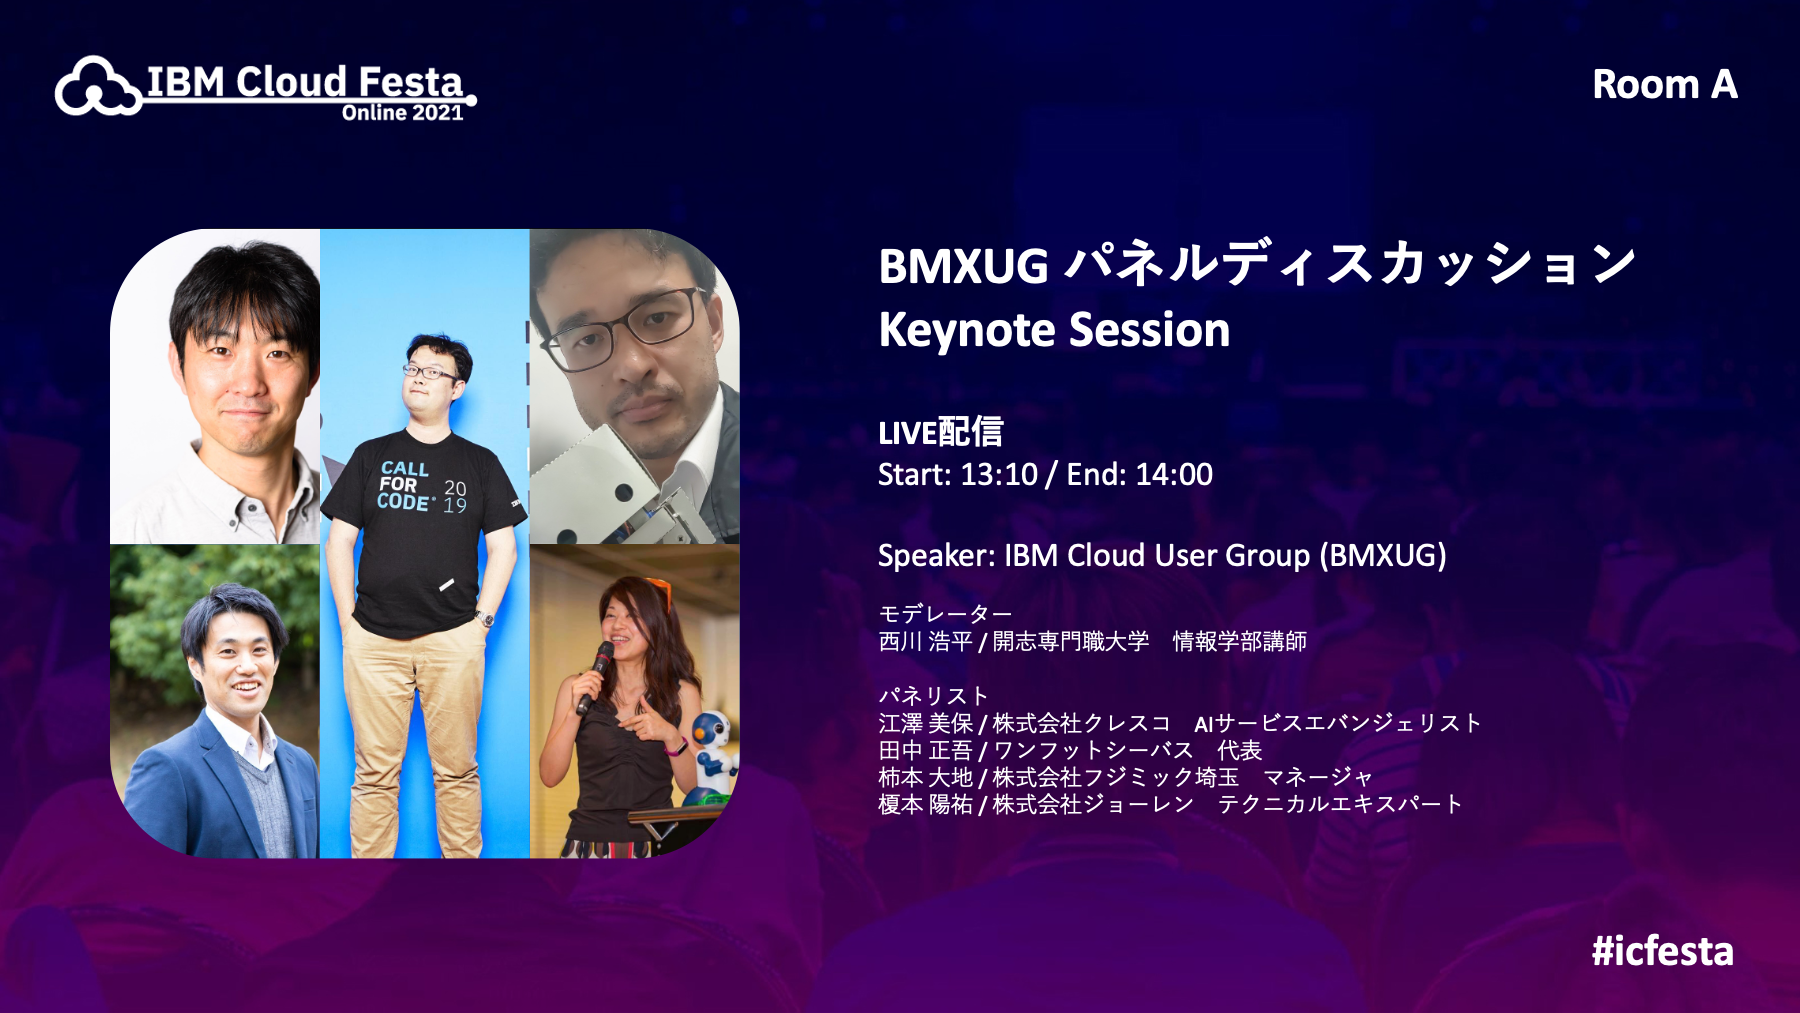 IBM Cloud Festa
Online 2021
Room A
CALL
FOR
CODE
20
19
BMXUG パネルディスカッション
Keynote Session
LIVE配信
Start: 13:10 / End: 14:00
Speaker: IBM Cloud User Group (BMXUG)
モデレーター
西川 浩平 / 開志専門職大学　情報学部講師
パネリスト
江澤 美保 / 株式会社クレスコ　AIサービスエバンジェリスト
田中 正吾 / ワンフットシーバス　代表
柿本 大地 / 株式会社フジミック埼玉　マネージャ
榎本 陽祐 / 株式会社ジョーレン　テクニカルエキスパート
#icfesta